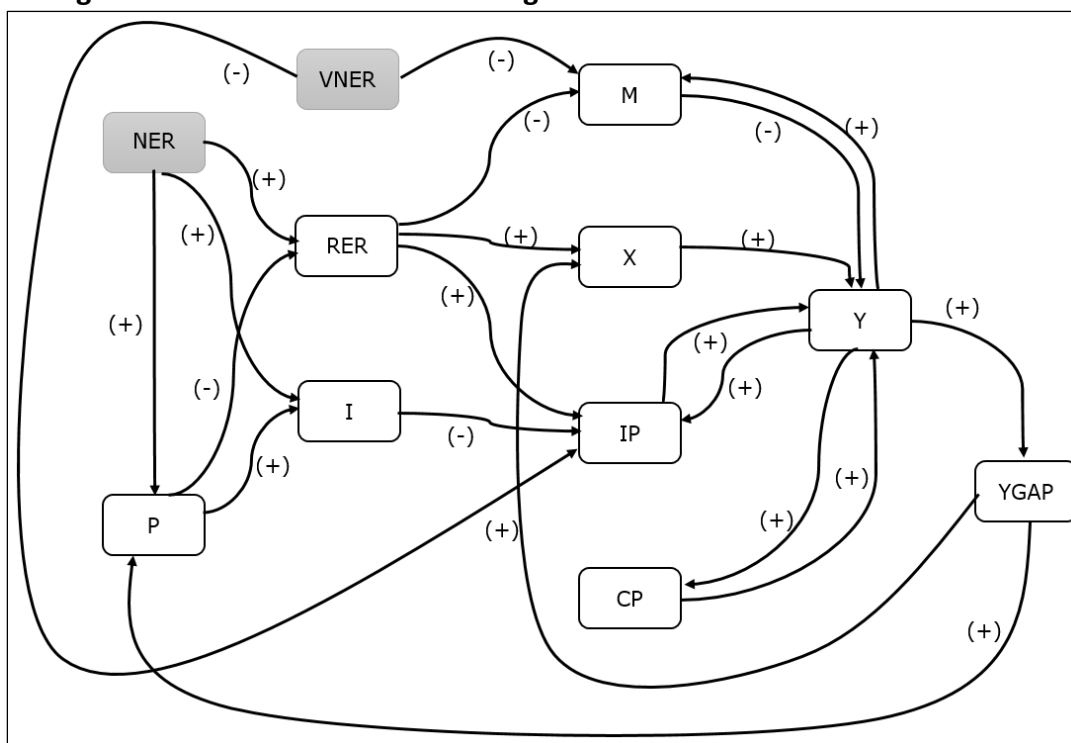 (-)
VNER
(-)
M
NER
(-)
(-)
(+)
(+)
(+)
RER
(+)
X
(+)
(+)
(+)
Y
(+)
(+)
(+)
(-)
(+)
I
(-)
IP
(+)
(+)
YGAP
P
(+)
(+)
CP
(+)